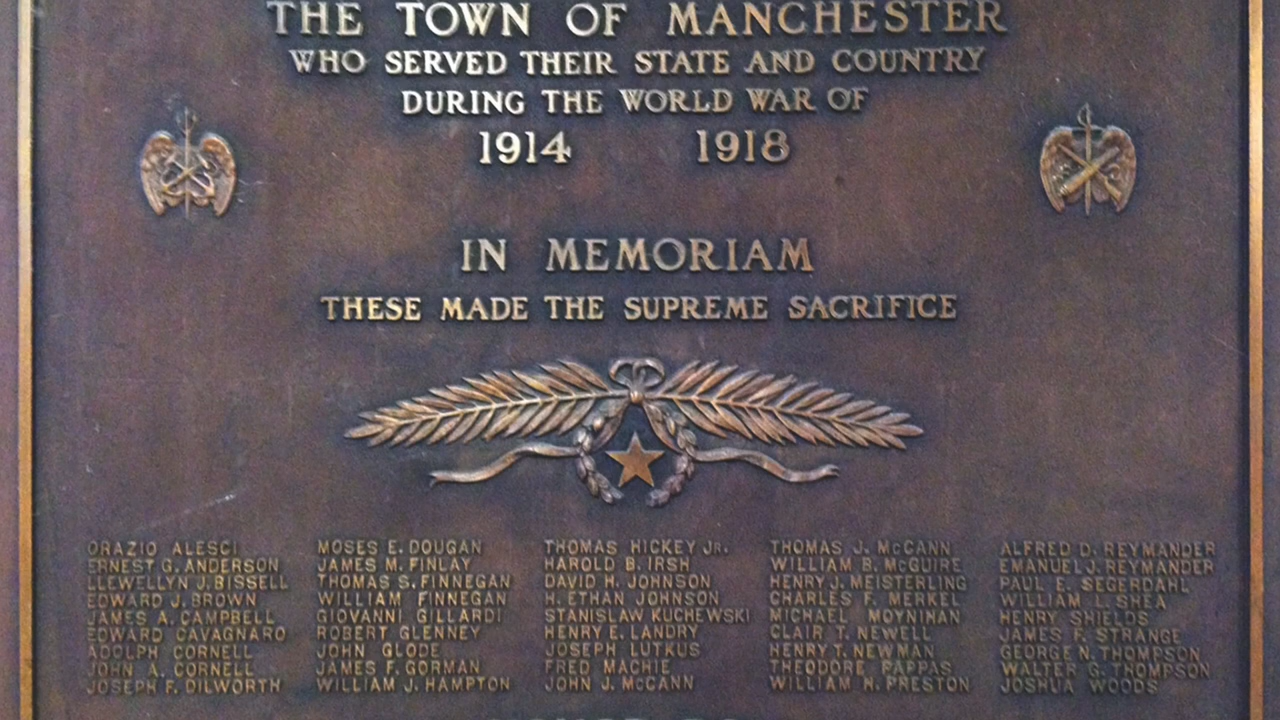 THE TOWN OF MANCHESTER
WHO SERVED THEIR STATE AND COUNTRY
DURING THE WORLD WAR OF
1914 1918
IN MEMORIAM
THESE MADE THE SUPREME SACRIFICE
ORAZIO ALESCI
ERNEST G. ANDERSON
LLEWELLYN J. BISSELL
EDWARD J. BROWN
JAMES A. CAMPBELL
EDWARD CAVAGNARO
ADOLPH CORNELL
JOHN A. CORNELL
JOSEPH F. DILWORTH
MOSES E. DOUGAN
JAMES M. FINLAY
THOMAS S. FINNEGAN
WILLIAM FINNEGAN
GIOVANNI GILLARDI
ROBERT GLENNEY
JOHN GLODE
JAMES F. GORMAN
WILLIAM J. HAMPTON
THOMAS HICKEY JR.
HAROLD B. IRSH
DAVID H. JOHNSON
H. ETHAN JOHNSON
STANISLAW KUCHEWSKI
HENRY E. LANDRY
JOSEPH LUTKUS
FRED MACHIE
JOHN J. McCANN
THOMAS J. McCANN
WILLIAM B. McGUIRE
HENRY J. MEISTERLING
CHARLES F. MERKEL
MICHAEL MOYNIHAN
CLAIR T. NEWELL
HENRY T. NEWMAN
THEODORE PAPPAS
WILLIAM H. PRESTON
ALFRED D. REYMANDER
EMANUEL J. REYMANDER
PAUL E. SEGERDAHL
WILLIAM L. SHEA
HENRY SHIELDS
JAMES F. STRANGE
GEORGE N. THOMPSON
WALTER G. THOMPSON
JOSHUA WOODS